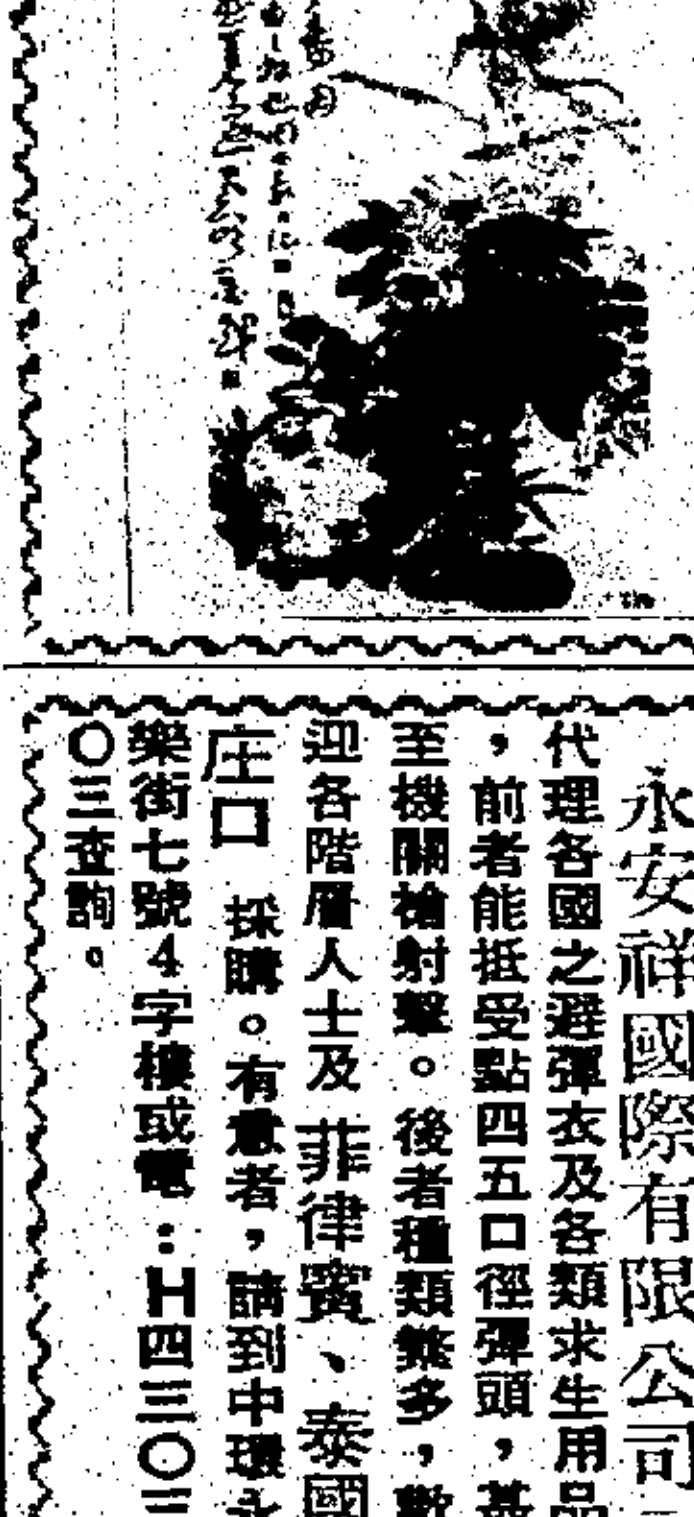 永安祥國際有限公司
代理各國之避彈衣及各類求生用品
，前者能抵受點四五口徑彈頭，甚
至機關槍射擊。後者種類繁多，數
迎各階層人士及菲律賓、泰國
庄口 採購。有意者，請到中環永
樂街七號4字樓或電：H四三〇三
〇三查詢。